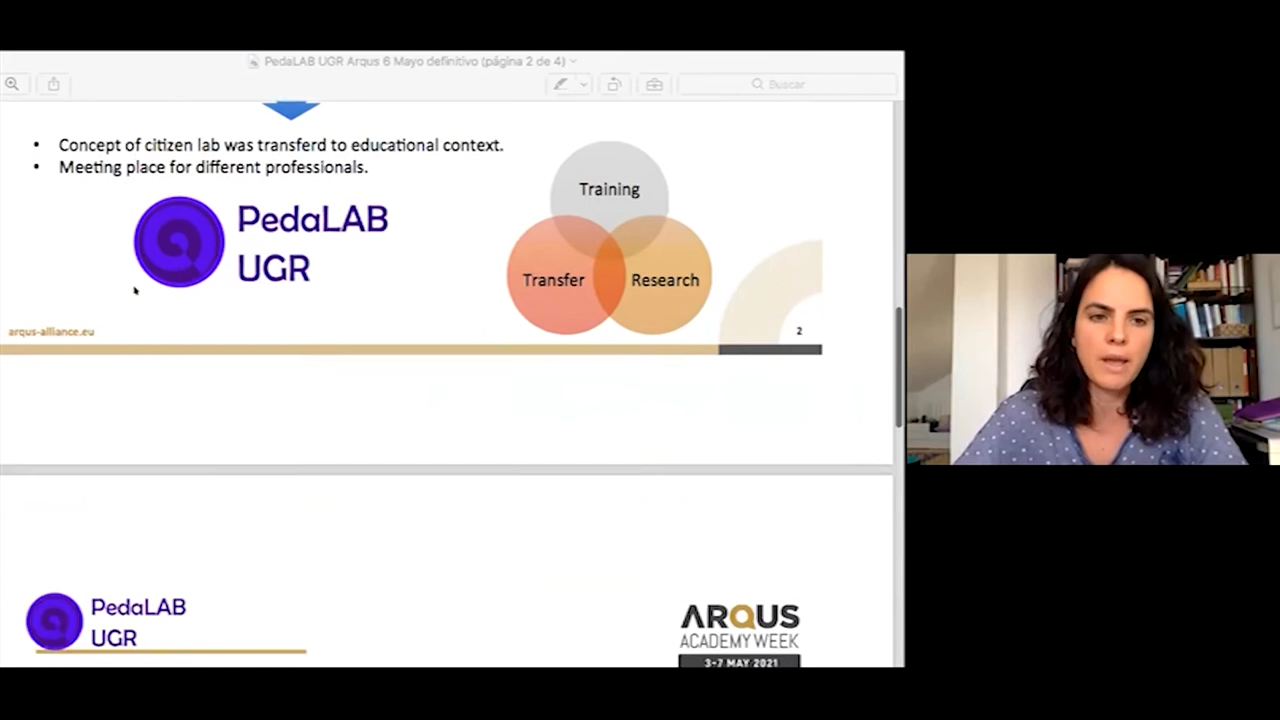 PedaLAB UGR Arqus 6 Mayo definitivo (página 2 de 4)
Buscar
• Concept of citizen lab was transferd to educational context.
• Meeting place for different professionals.
PedaLAB
UGR
Training
Transfer
Research
arqus-alliance.eu
2
PedaLAB
UGR
ARQUS
ACADEMY WEEK
3-7 MAY 2021